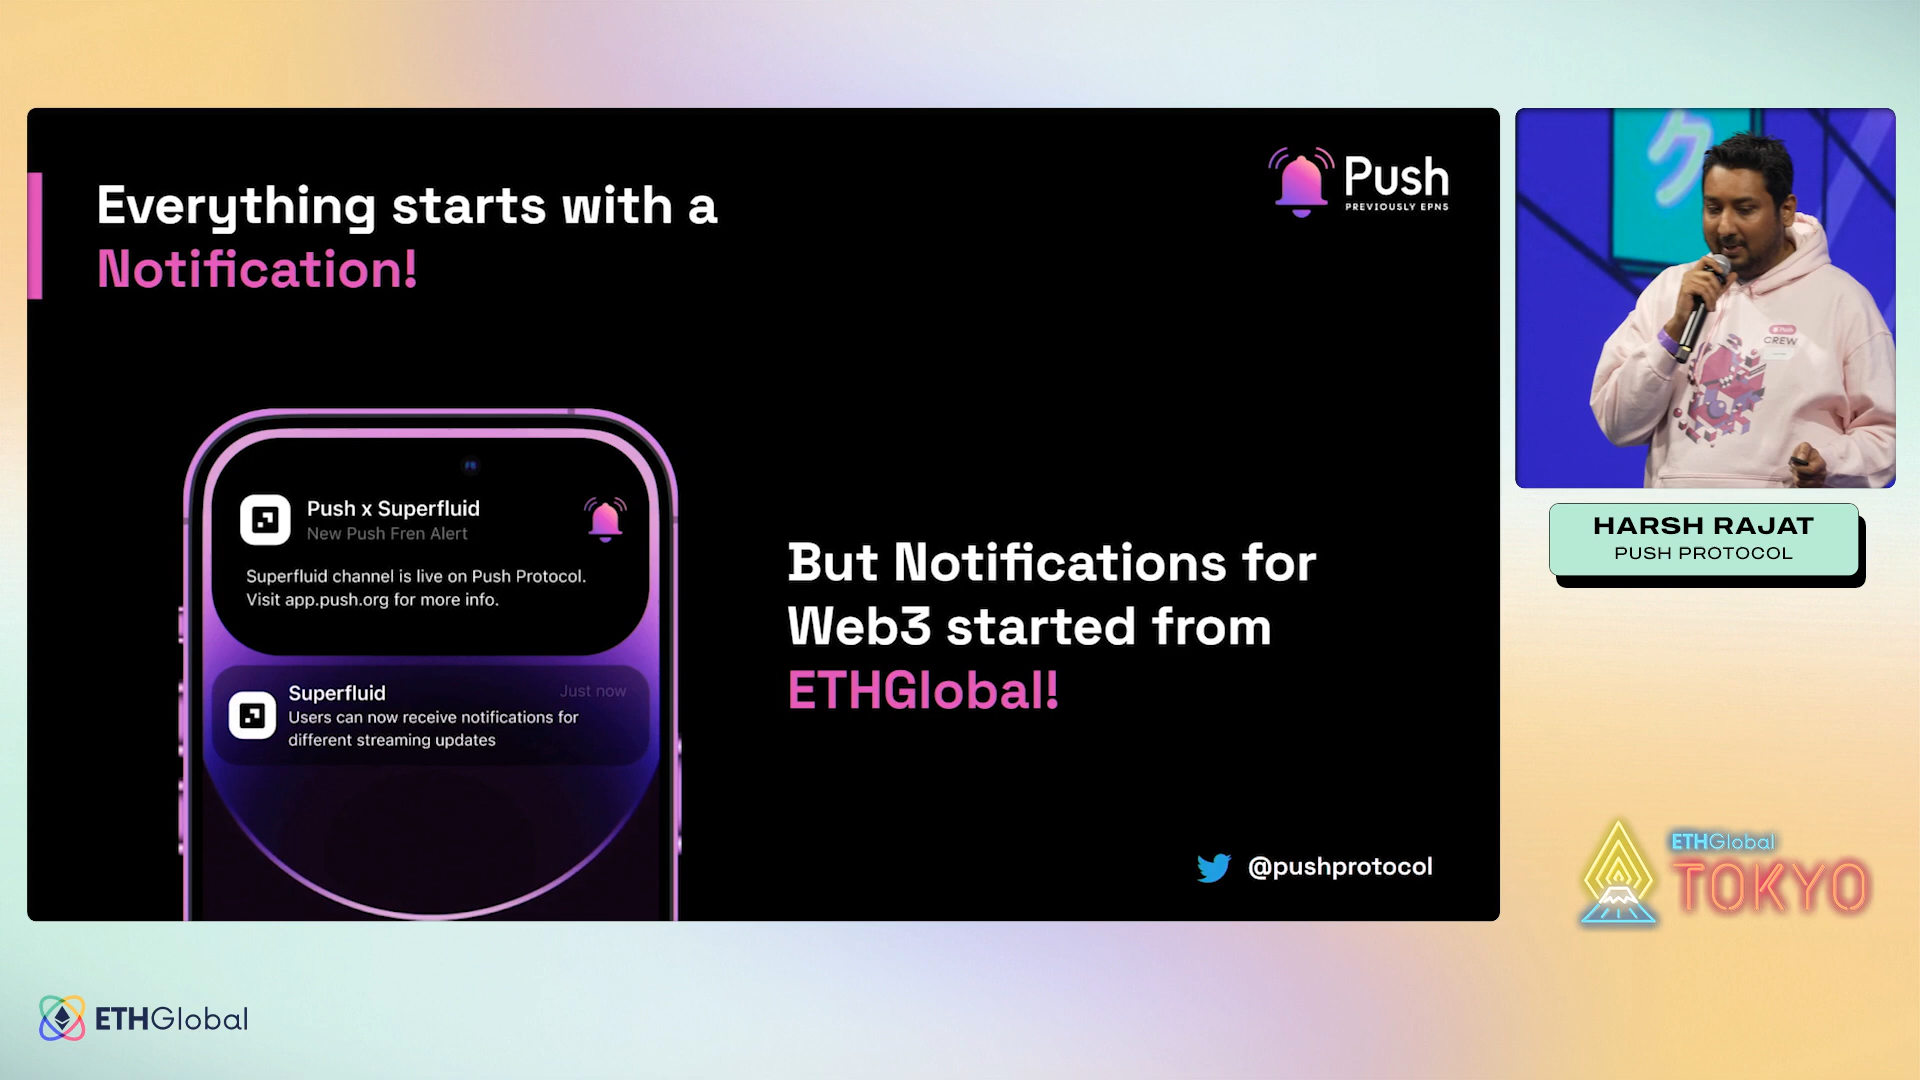 Everything starts with a
Notification!
Push
PREVIOUSLY EPNS
Push x Superfluid
New Push Fren Alert
Superfluid channel is live on Push Protocol.
Visit app.push.org for more info.
Superfluid
Just now
Users can now receive notifications for
different streaming updates
But Notifications for
Web3 started from
ETHGlobal!
@pushprotocol
ク
Push
CREW
HARSH RAJAT
PUSH PROTOCOL
ETHGlobal
TOKYO
ETHGlobal